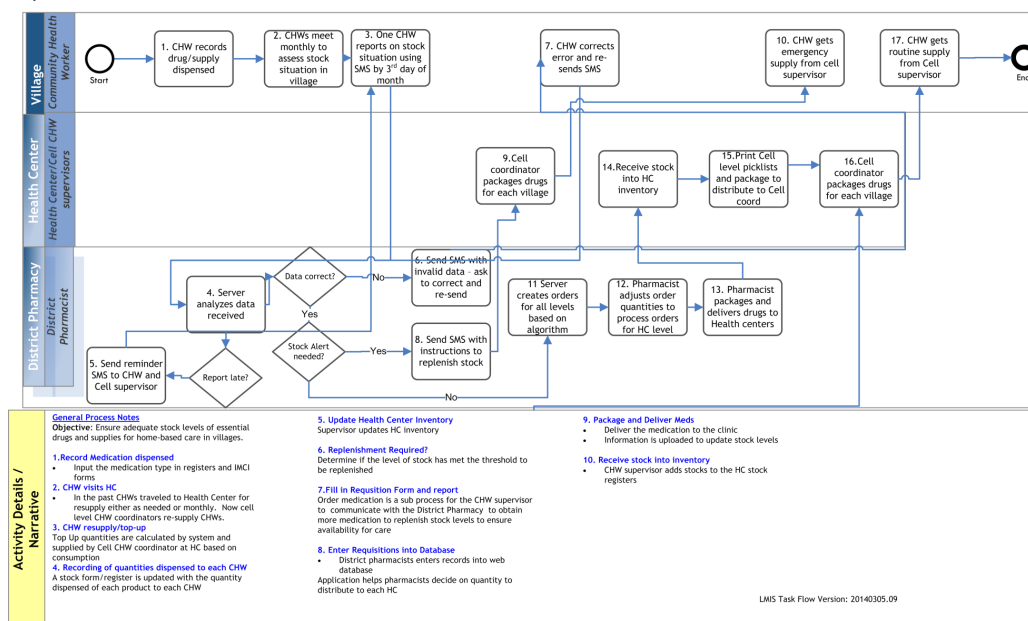 Village
Community Health
Worker
Start
1. CHW records
drug/supply
dispensed
2. CHWs meet
monthly to
assess stock
situation in
village
3. One CHW
reports on stock
situation using
SMS by 3rd day of
month
7. CHW corrects
error and re-
sends SMS
10. CHW gets
emergency
supply from cell
supervisor
17. CHW gets
routine supply
from Cell
supervisor
Health Center
Health Center/Cell CHW
supervisors
9.Cell
coordinator
packages drugs
for each village
14.Receive stock
into HC
inventory
15.Print Cell
level picklists
and package to
distribute to Cell
coord
16.Cell
coordinator
packages drugs
for each village
District Pharmacy
District
Pharmacist
4. Server
analyzes data
received
Data correct?
No
6. Send SMS with
invalid data – ask
to correct and
re-send
Yes
Stock Alert
needed?
Yes
8. Send SMS with
instructions to
replenish stock
No
5. Send reminder
SMS to CHW and
Cell supervisor
Report late?
11 Server
creates orders
for all levels
based on
algorithm
12. Pharmacist
adjusts order
quantities to
process orders
for HC level
13. Pharmacist
packages and
delivers drugs to
Health centers
Activity Details /
Narrative
General Process Notes
Objective: Ensure adequate stock levels of essential
drugs and supplies for home-based care in villages.
1.Record Medication dispensed
• Input the medication type in registers and IMCI
forms
2. CHW visits HC
• In the past CHWs traveled to Health Center for
resupply either as needed or monthly. Now cell
level CHW coordinators re-supply CHWs.
3. CHW resupply/top-up
Top Up quantities are calculated by system and
supplied by Cell CHW coordinator at HC based on
consumption
4. Recording of quantities dispensed to each CHW
A stock form/register is updated with the quantity
dispensed of each product to each CHW
5. Update Health Center Inventory
Supervisor updates HC inventory
6. Replenishment Required?
Determine if the level of stock has met the threshold to
be replenished
7.Fill in Requsition Form and report
Order medication is a sub process for the CHW supervisor
to communicate with the District Pharmacy to obtain
more medication to replenish stock levels to ensure
availability for care
8. Enter Requisitions into Database
• District pharmacists enters records into web
database
Application helps pharmacists decide on quantity to
distribute to each HC
9. Package and Deliver Meds
• Deliver the medication to the clinic
• Information is uploaded to update stock levels
10. Receive stock into inventory
• CHW supervisor adds stocks to the HC stock
registers
LMIS Task Flow Version: 20140305.09